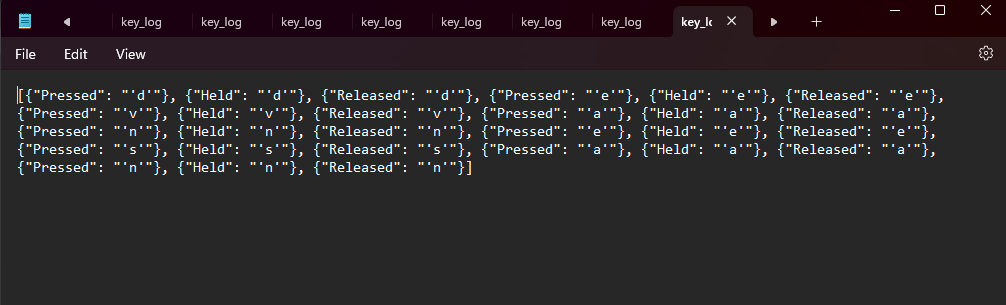 key_log key_log key_log key_log key_log key_log key_log key_l
File Edit View
[{"Pressed": "'d'"}, {"Held": "'d'"}, {"Released": "'d'"}, {"Pressed": "'e'"}, {"Held": "'e'"}, {"Released": "'e'"},
{"Pressed": "'v'"}, {"Held": "'v'"}, {"Released": "'v'"}, {"Pressed": "'a'"}, {"Held": "'a'"}, {"Released": "'a'"},
{"Pressed": "'n'"}, {"Held": "'n'"}, {"Released": "'n'"}, {"Pressed": "'e'"}, {"Held": "'e'"}, {"Released": "'e'"},
{"Pressed": "'s'"}, {"Held": "'s'"}, {"Released": "'s'"}, {"Pressed": "'a'"}, {"Held": "'a'"}, {"Released": "'a'"},
{"Pressed": "'n'"}, {"Held": "'n'"}, {"Released": "'n'"}]